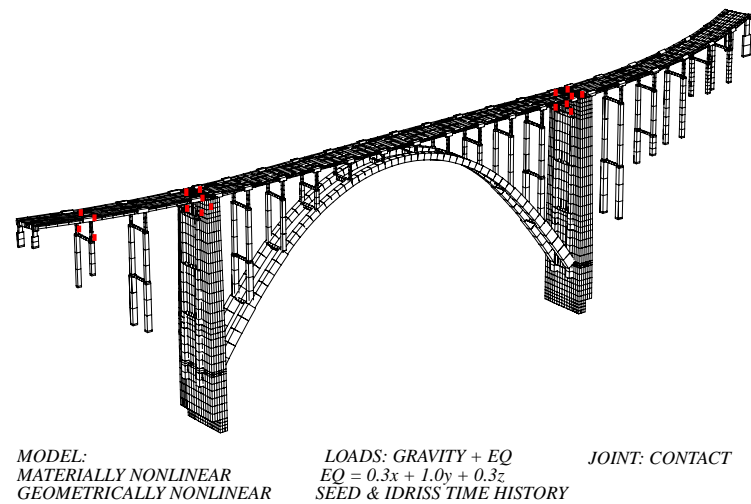 MODEL:
MATERIALLY NONLINEAR
GEOMETRICALLY NONLINEAR
LOADS: GRAVITY + EQ
EQ = 0.3x + 1.0y + 0.3z
SEED & IDRISS TIME HISTORY
JOINT: CONTACT